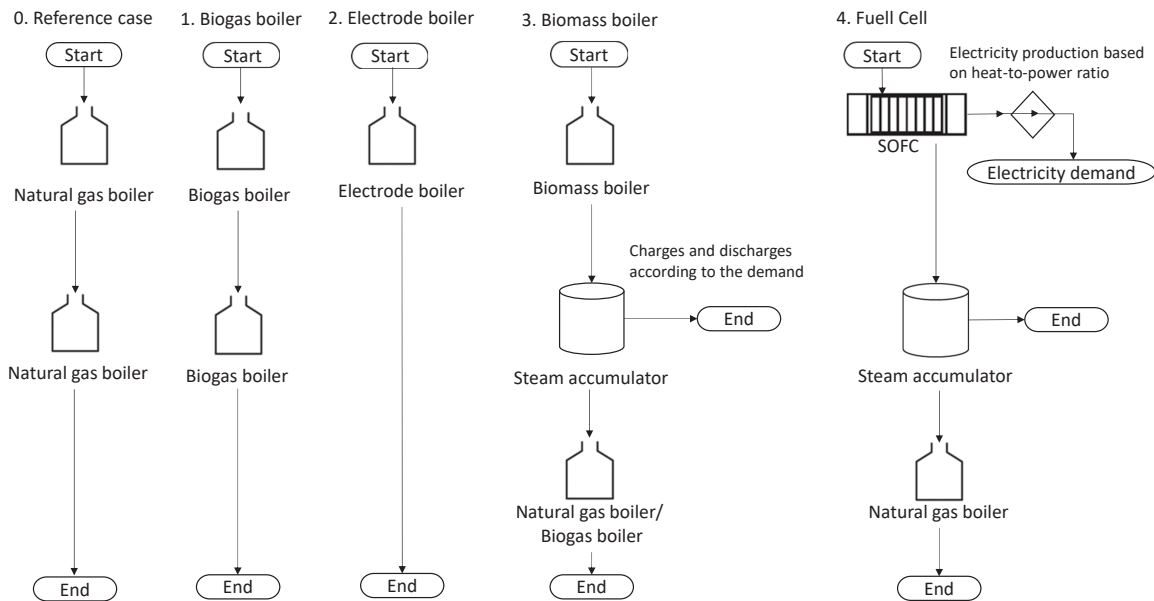 0. Reference case
Start
Natural gas boiler
Natural gas boiler
End
1. Biogas boiler
Start
Biogas boiler
Biogas boiler
End
2. Electrode boiler
Start
Electrode boiler
End
3. Biomass boiler
Start
Biomass boiler
Charges and discharges
according to the demand
End
Steam accumulator
Natural gas boiler/
Biogas boiler
End
4. Fuell Cell
Start
Electricity production based
on heat-to-power ratio
SOFC
Electricity demand
End
Steam accumulator
Natural gas boiler
End